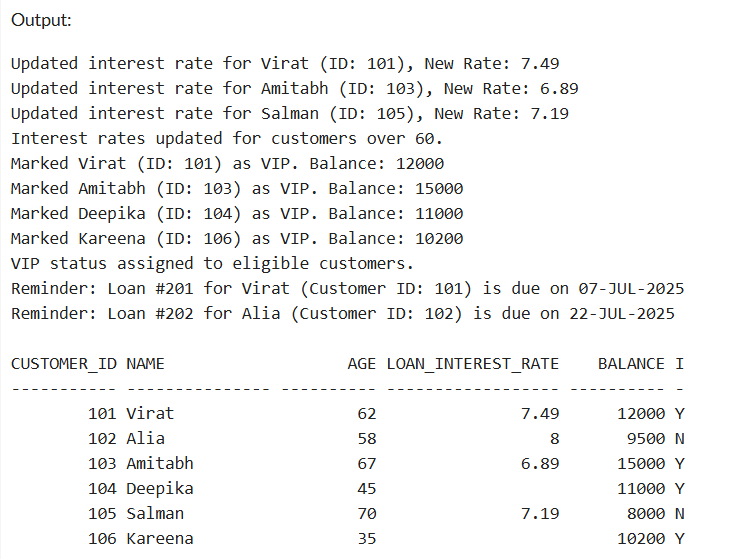 Output:
Updated interest rate for Virat (ID: 101), New Rate: 7.49
Updated interest rate for Amitabh (ID: 103), New Rate: 6.89
Updated interest rate for Salman (ID: 105), New Rate: 7.19
Interest rates updated for customers over 60.
Marked Virat (ID: 101) as VIP. Balance: 12000
Marked Amitabh (ID: 103) as VIP. Balance: 15000
Marked Deepika (ID: 104) as VIP. Balance: 11000
Marked Kareena (ID: 106) as VIP. Balance: 10200
VIP status assigned to eligible customers.
Reminder: Loan #201 for Virat (Customer ID: 101) is due on 07-JUL-2025
Reminder: Loan #202 for Alia (Customer ID: 102) is due on 22-JUL-2025
CUSTOMER_ID NAME                   AGE LOAN_INTEREST_RATE    BALANCE I
----------- --------------- ---------- ------------------ ---------- -
        101 Virat                   62               7.49      12000 Y
        102 Alia                    58                  8       9500 N
        103 Amitabh                 67               6.89      15000 Y
        104 Deepika                 45                         11000 Y
        105 Salman                  70               7.19       8000 N
        106 Kareena                 35                         10200 Y